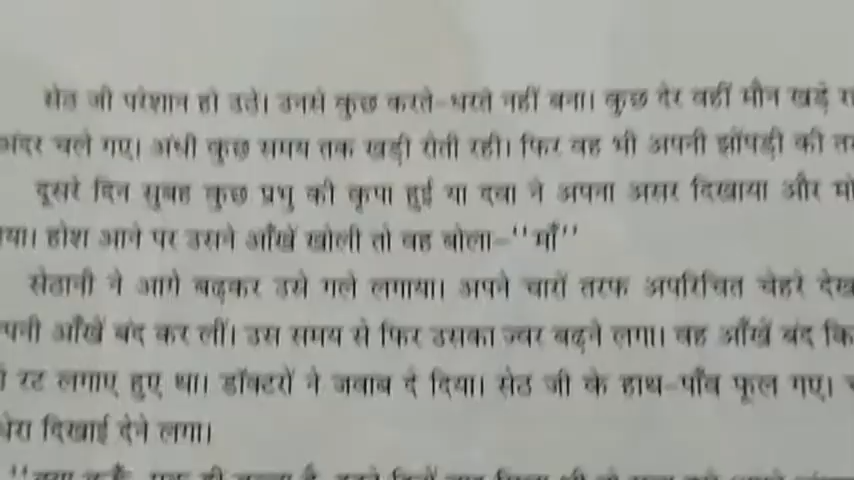 सेठ जी परेशान हो उठे। उनसे कुछ करते-धरते नहीं बना। कुछ देर वहीं मौन खड़े
अंदर चले गए। अंधी कुछ समय तक खड़ी रोती रही। फिर वह भी अपनी झोंपड़ी की
दूसरे दिन सुबह कुछ प्रभु की कृपा हुई या दवा ने अपना असर दिखाया और
होश आने पर उसने आँखें खोली तो वह बोला-''माँ''
सेठानी ने आगे बढ़कर उसे गले लगाया। अपने चारों तरफ अपरिचित चेहरे
आँखें बंद कर लीं। उस समय से फिर उसका ज्वर बढ़ने लगा। वह आँखें बंद
रट लगाए हुए था। डॉक्टरों ने जवाब दे दिया। सेठ जी के हाथ-पाँव फूल गए।
दिखाई देने लगा।